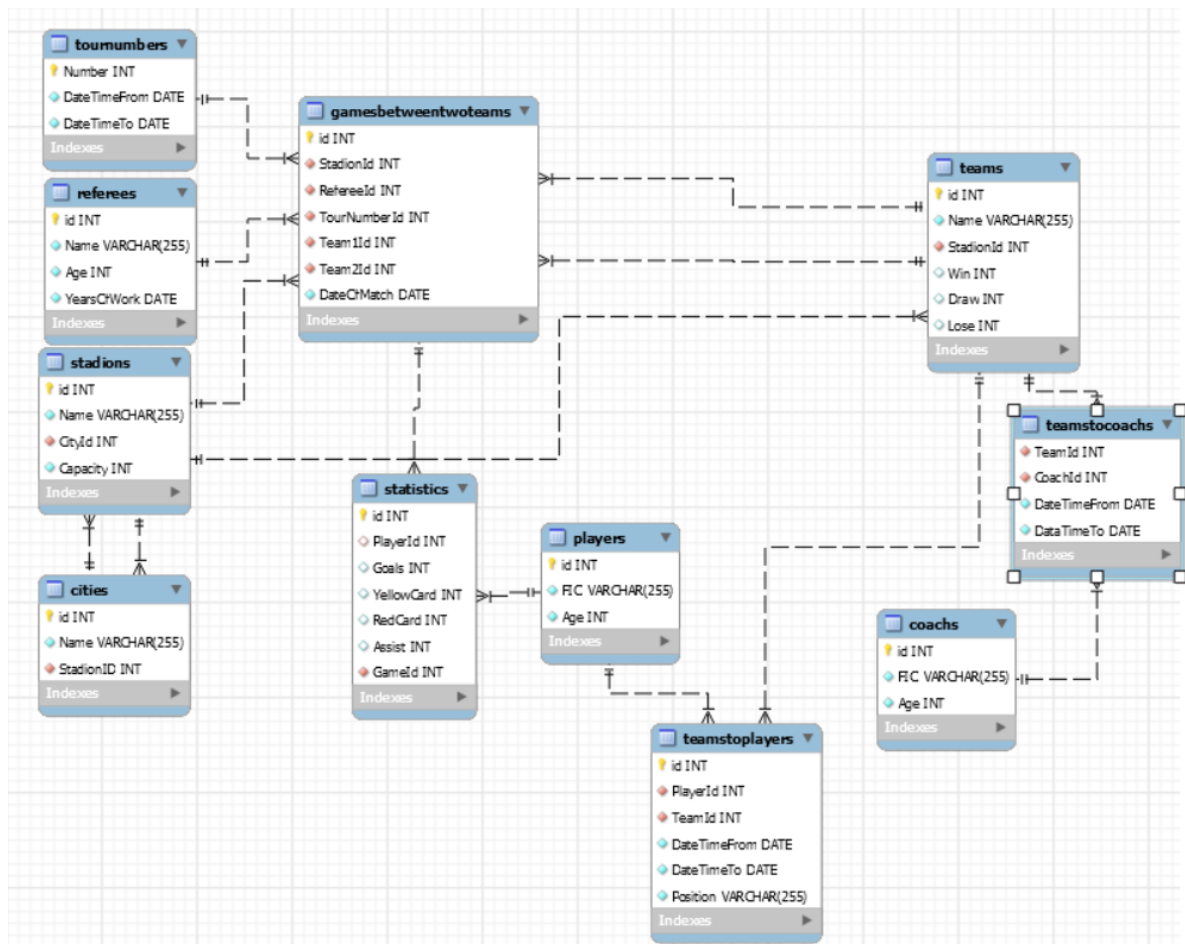 tournumbers
Number INT
DateTimeFrom DATE
DateTimeTo DATE
Indexes
referees
id INT
Name VARCHAR(255)
Age INT
YearsOfWork DATE
Indexes
stadions
id INT
Name VARCHAR(255)
CityId INT
Capacity INT
Indexes
cities
id INT
Name VARCHAR(255)
StadionID INT
Indexes
gamesbetweentwoteams
id INT
StadionId INT
RefereeId INT
TourNumberId INT
Team1Id INT
Team2Id INT
DateOfMatch DATE
Indexes
statistics
id INT
PlayerId INT
Goals INT
YellowCard INT
RedCard INT
Assist INT
GameId INT
Indexes
players
id INT
FIC VARCHAR(255)
Age INT
Indexes
teamstoplayers
id INT
PlayerId INT
TeamId INT
DateTimeFrom DATE
DateTimeTo DATE
Position VARCHAR(255)
Indexes
teams
id INT
Name VARCHAR(255)
StadionId INT
Win INT
Draw INT
Lose INT
Indexes
teamstocoachs
TeamId INT
CoachId INT
DateTimeFrom DATE
DataTimeTo DATE
Indexes
coachs
id INT
FIC VARCHAR(255)
Age INT
Indexes